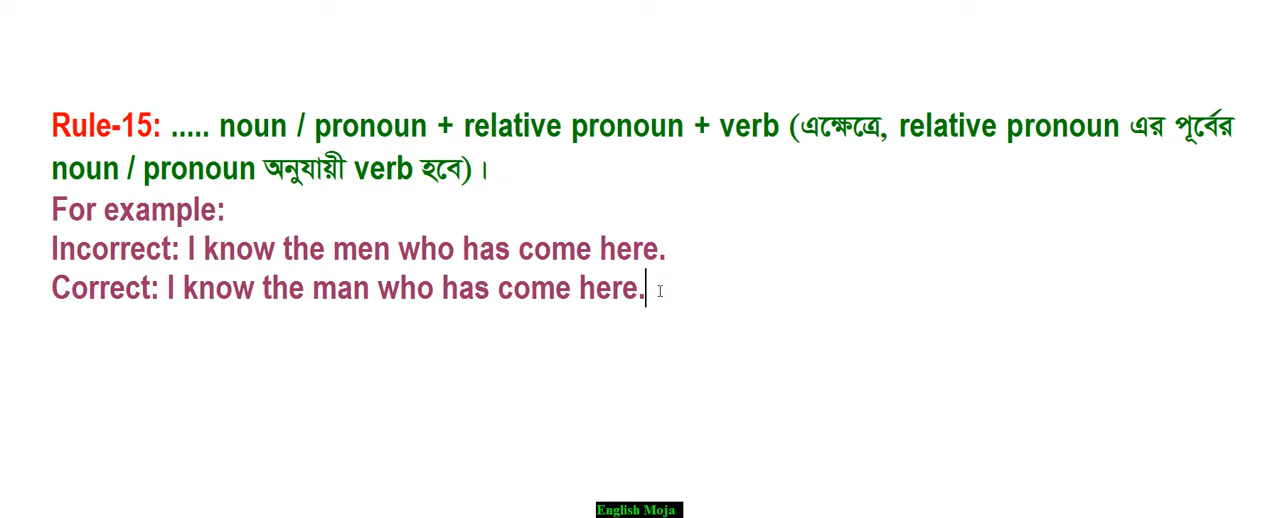 Rule-15: ..... noun / pronoun + relative pronoun + verb (এক্ষেত্রে, relative pronoun এর পূর্বের
noun / pronoun অনুযায়ী verb হবে)।
For example:
Incorrect: I know the men who has come here.
Correct: I know the man who has come here.
English Moja